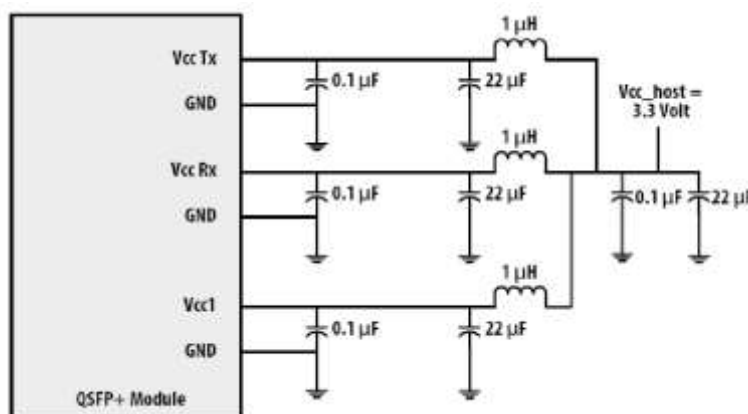 1 µH
Vcc Tx
0.1 µF
22 µF
GND
Vcc_host =
3.3 Volt
1 µH
Vcc Rx
0.1 µF
22 µF
0.1 µF
22 µF
GND
1 µH
Vcc1
0.1 µF
22 µF
GND
QSFP+ Module